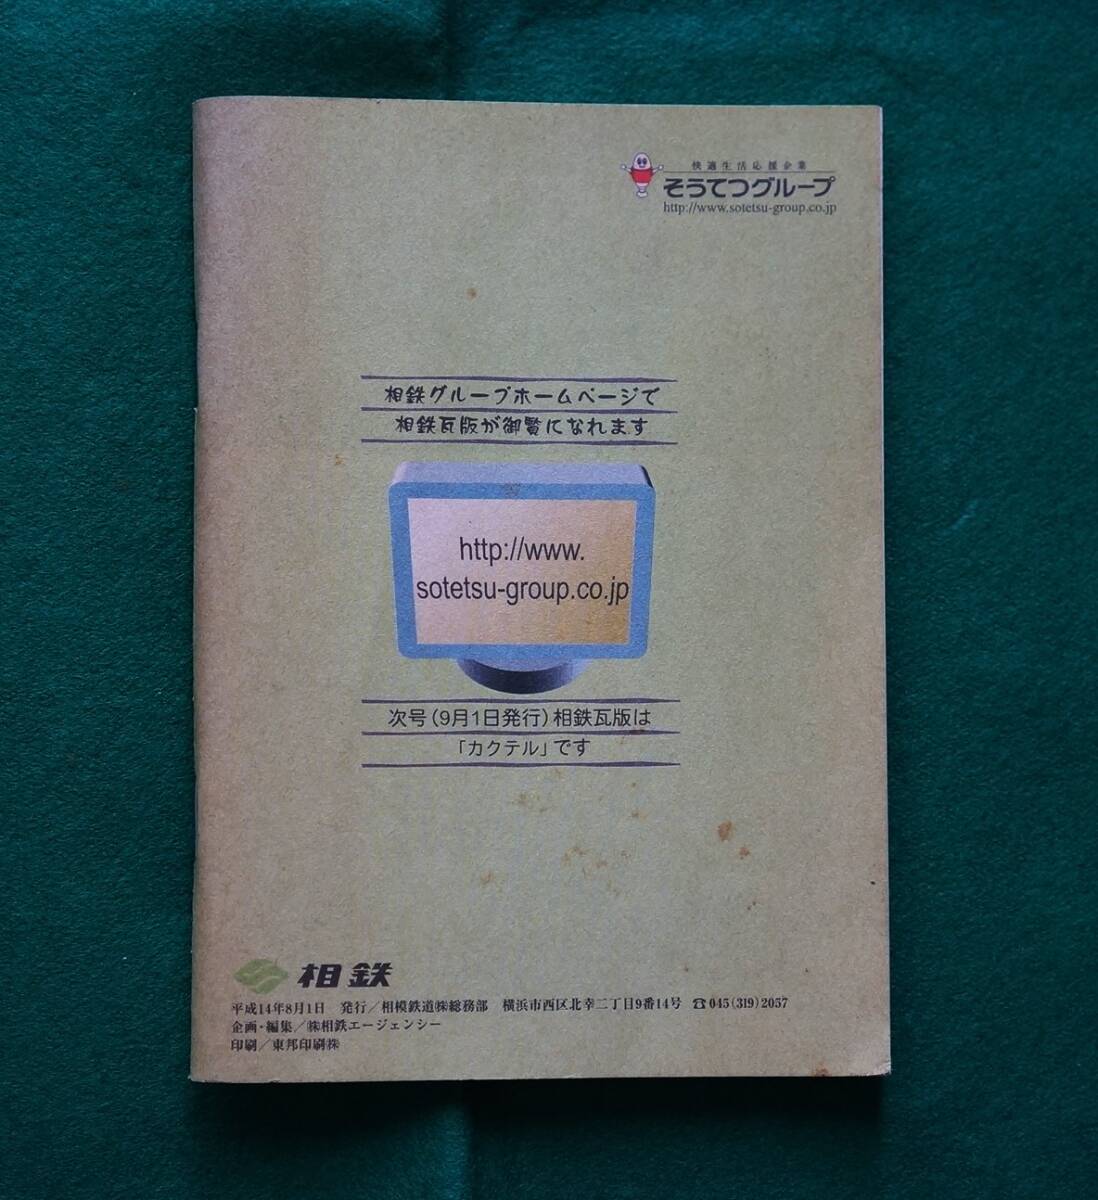 快適生活応援企業
そうてつグループ
http://www.sotetsu-group.co.jp
相鉄グループホームページで
相鉄瓦版が御覧になれます
http://www.
sotetsu-group.co.jp
次号(9月1日発行)相鉄瓦版は
「カクテル」です
相鉄
平成14年8月1日 発行/相模鉄道㈱総務部 横浜市西区北幸二丁目9番14号 ☎045(319)2057
企画・編集/㈱相鉄エージェンシー
印刷/東邦印刷㈱